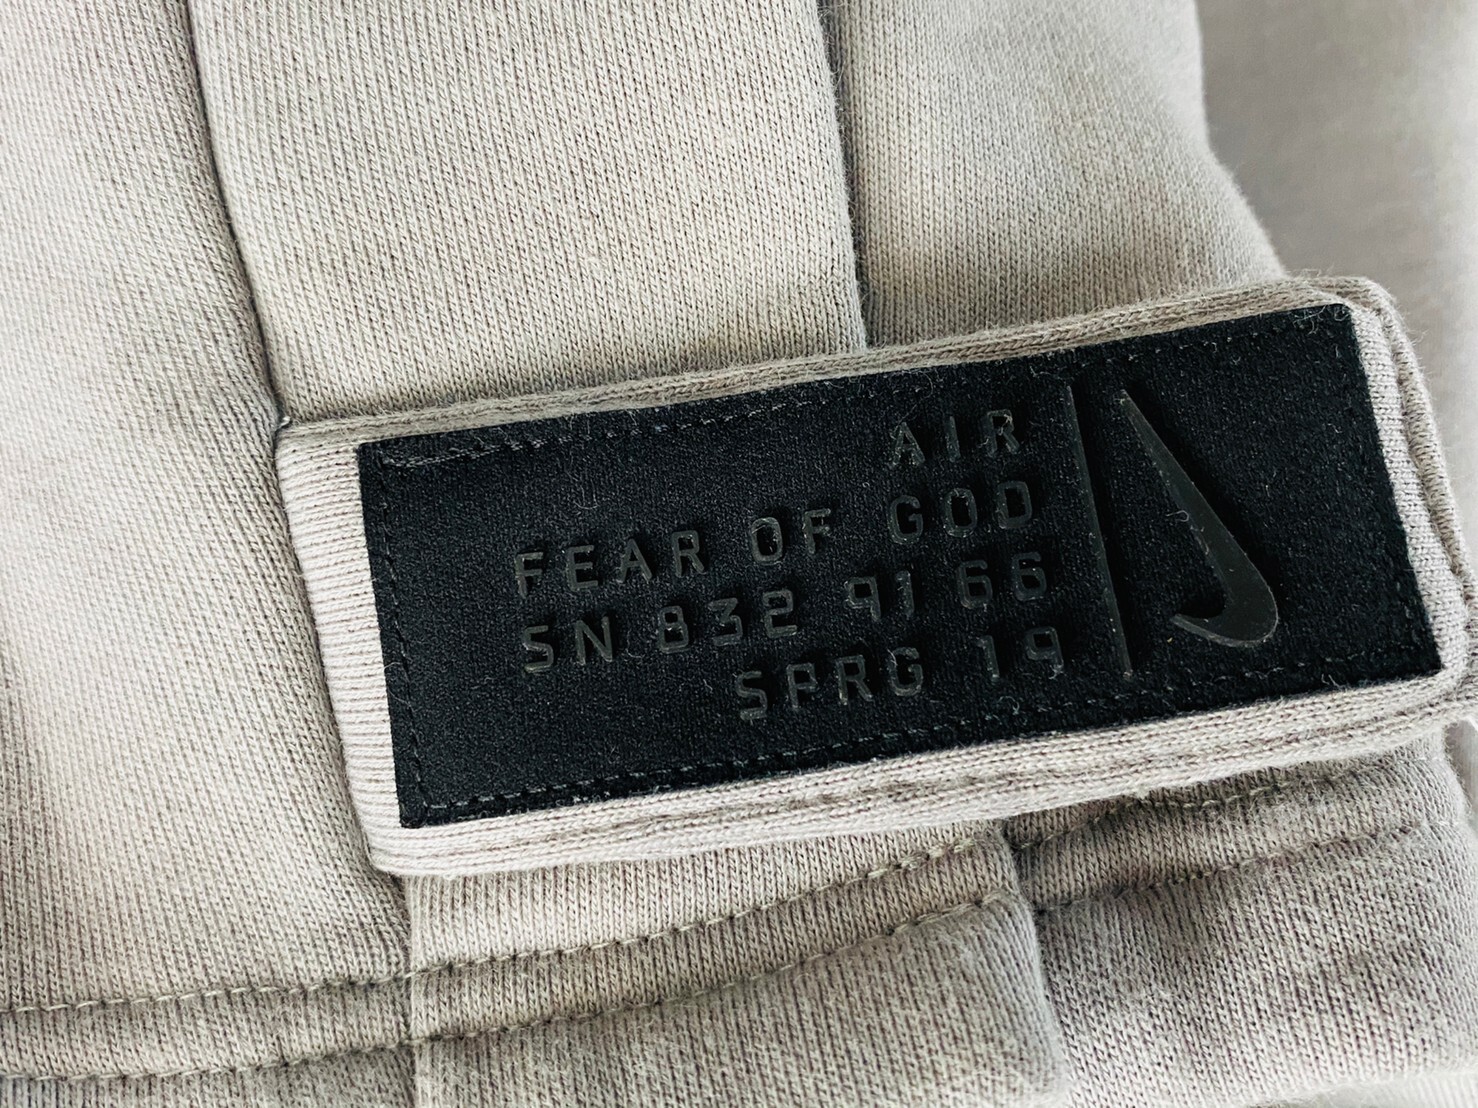 AIR
FEAR OF GOD
SN 832 91 66
SPRG 19